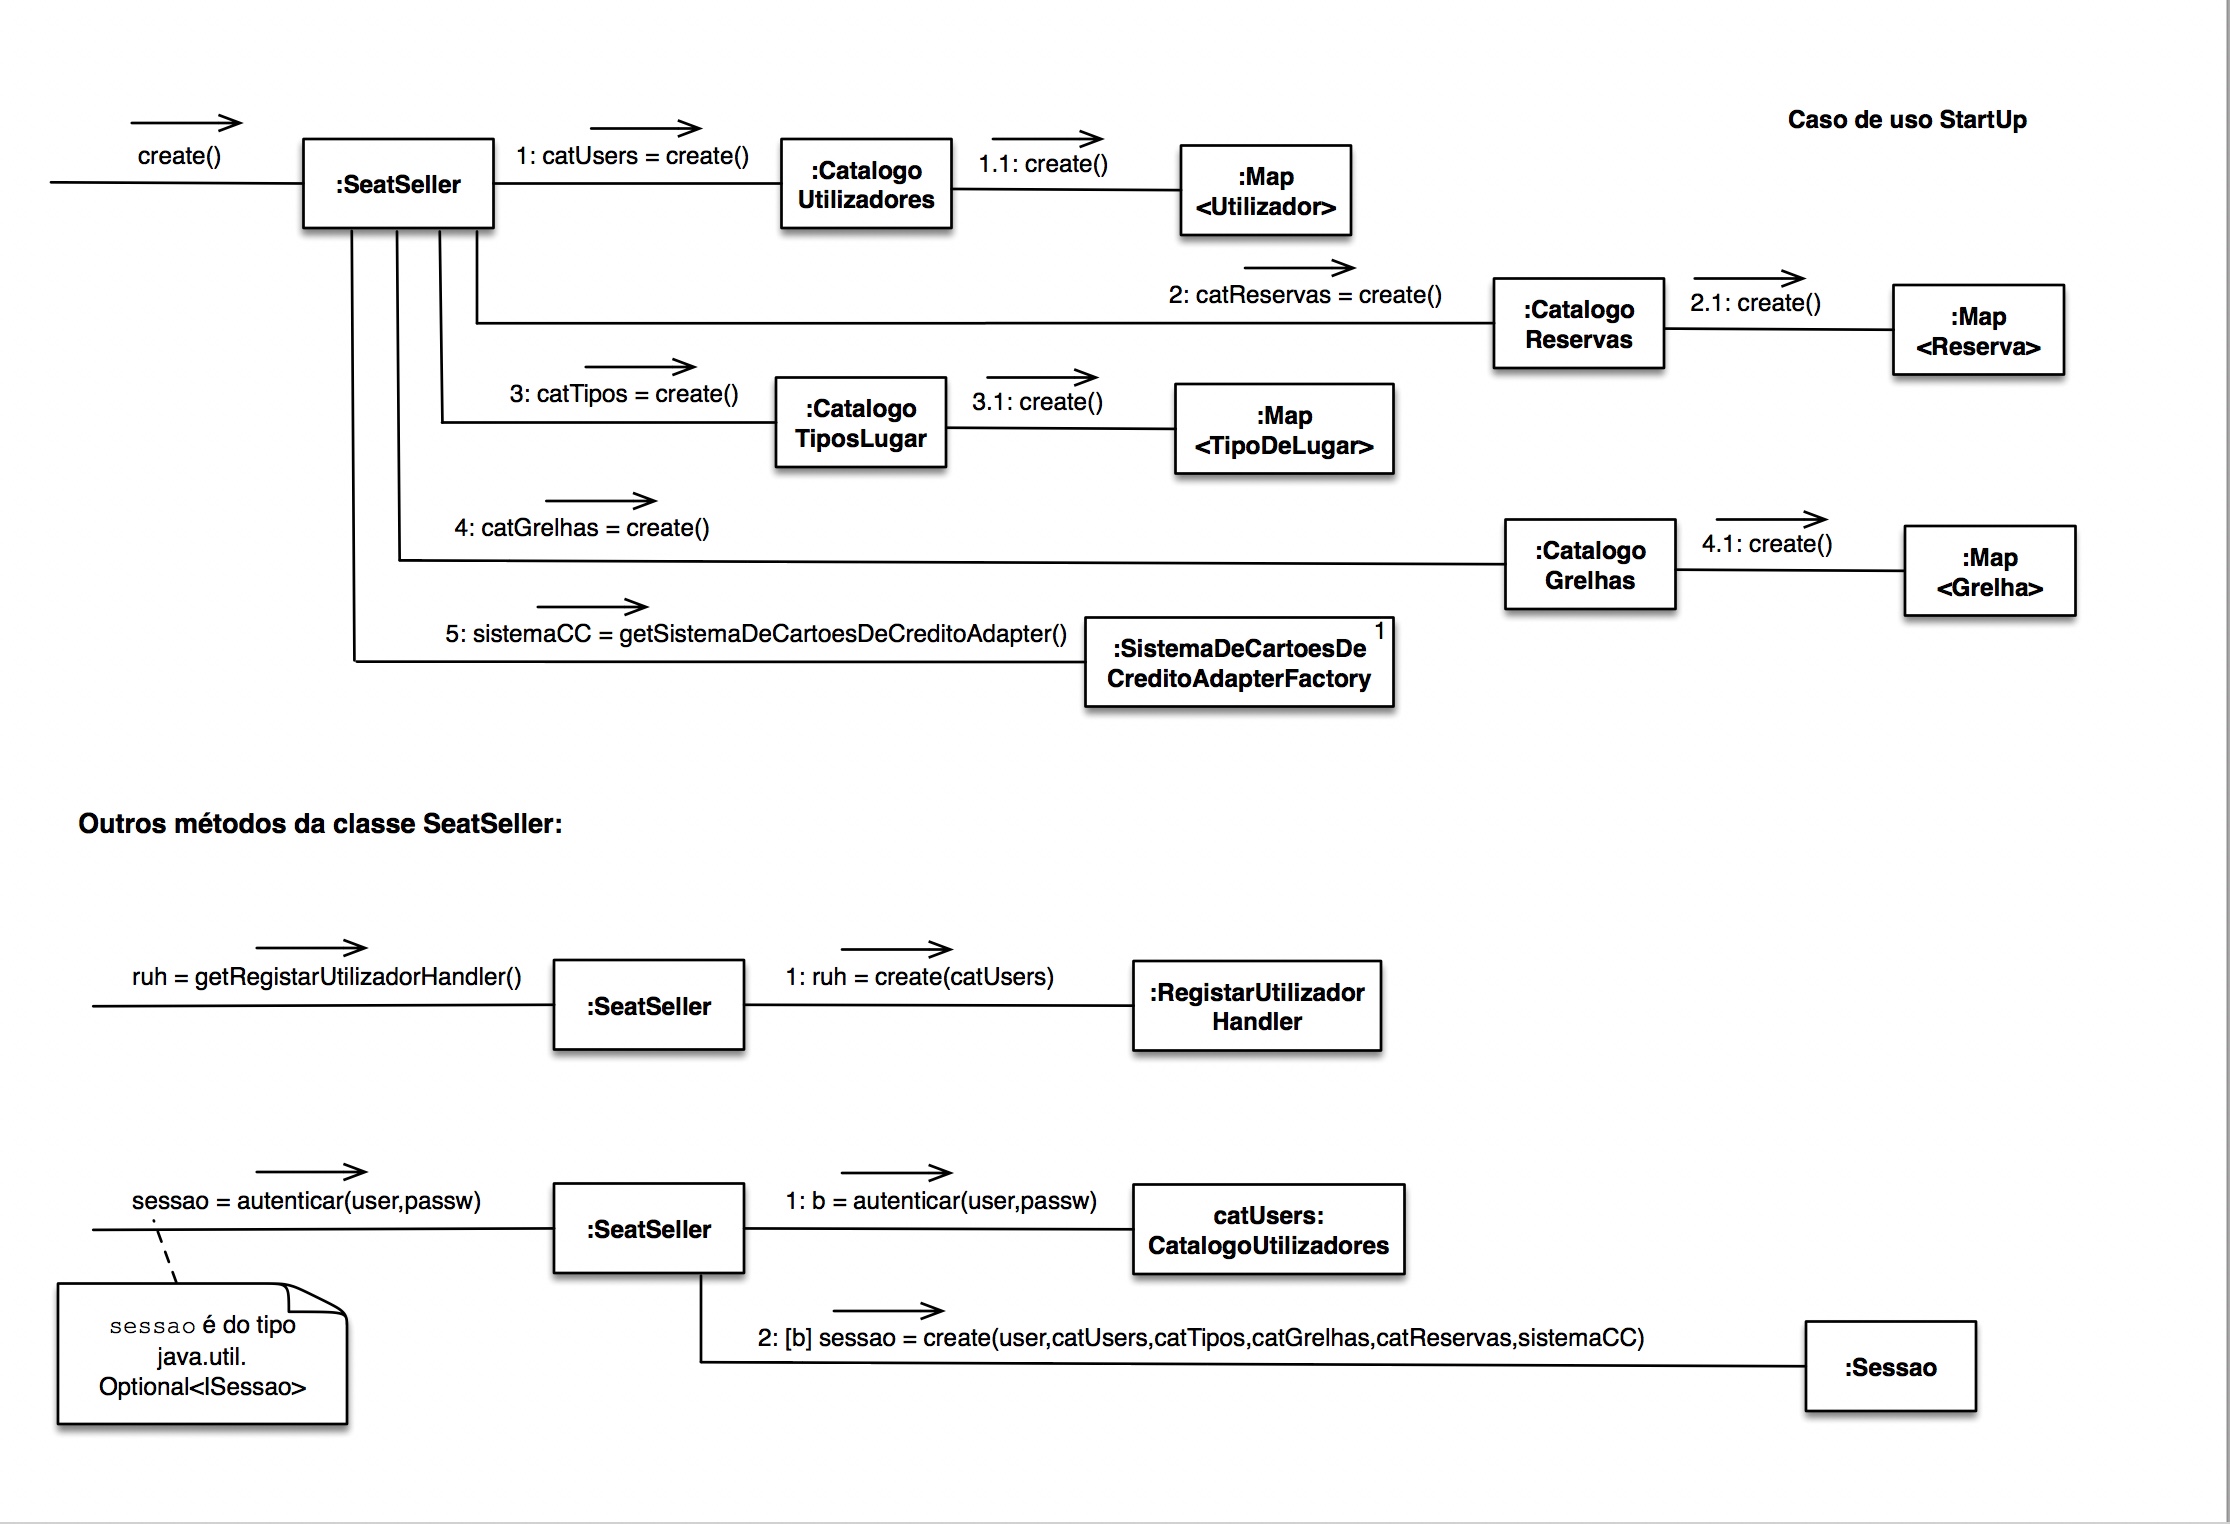 Caso de uso StartUp
create()
:SeatSeller
1: catUsers = create()
:Catalogo
Utilizadores
1.1: create()
:Map
<Utilizador>
2: catReservas = create()
:Catalogo
Reservas
2.1: create()
:Map
<Reserva>
3: catTipos = create()
:Catalogo
TiposLugar
3.1: create()
:Map
<TipoDeLugar>
4: catGrelhas = create()
:Catalogo
Grelhas
4.1: create()
:Map
<Grelha>
5: sistemaCC = getSistemaDeCartoesDeCreditoAdapter()
1
:SistemaDeCartoesDe
CreditoAdapterFactory
Outros métodos da classe SeatSeller:
ruh = getRegistarUtilizadorHandler()
:SeatSeller
1: ruh = create(catUsers)
:RegistarUtilizador
Handler
sessao = autenticar(user,passw)
:SeatSeller
1: b = autenticar(user,passw)
catUsers:
CatalogoUtilizadores
2: [b] sessao = create(user,catUsers,catTipos,catGrelhas,catReservas,sistemaCC)
:Sessao
sessao é do tipo
java.util.
Optional<ISessao>